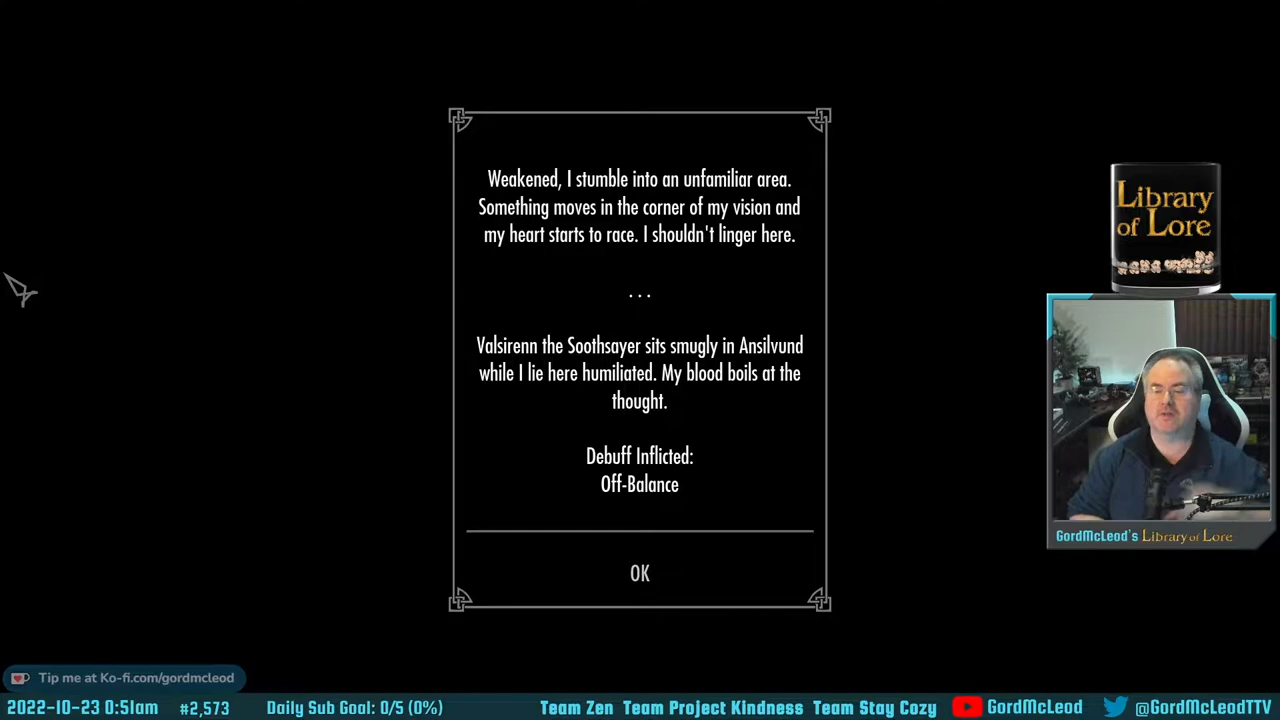 Weakened, I stumble into an unfamiliar area.
Something moves in the corner of my vision and
my heart starts to race. I shouldn't linger here.
...
Valsirenn the Soothsayer sits smugly in Ansilvund
while I lie here humiliated. My blood boils at the
thought.
Debuff Inflicted:
Off-Balance
OK
Library
of Lore
GordMcLeod's Library of Lore
Tip me at Ko-fi.com/gordmcleod
2022-10-23 0:51am #2,573 Daily Sub Goal: 0/5 (0%) Team Zen Team Project Kindness Team Stay Cozy GordMcLeod @GordMcLeodTTV